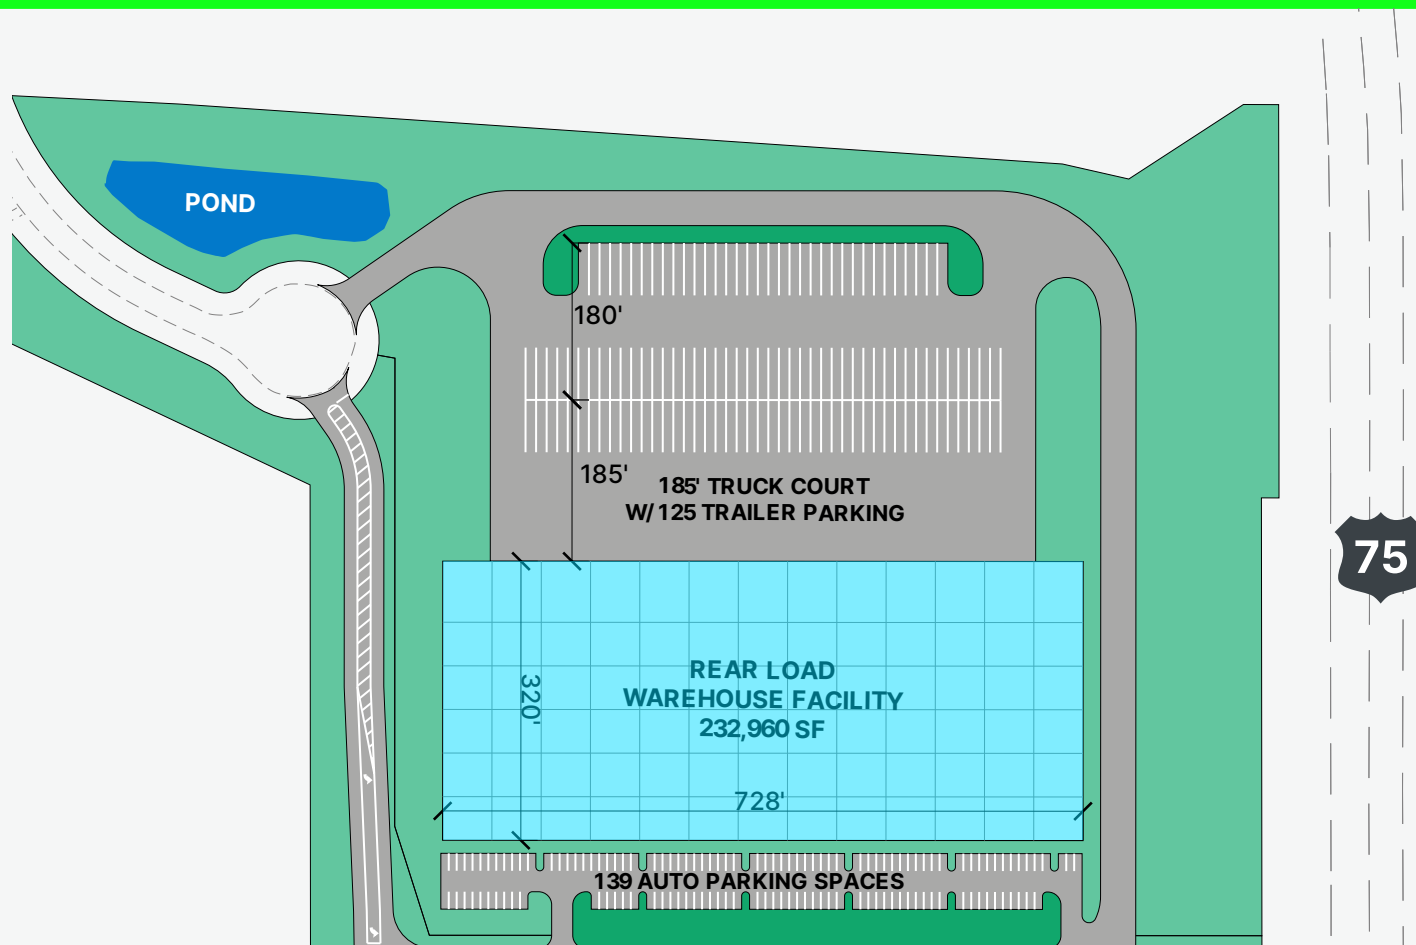 POND
180'
185'
185' TRUCK COURT
W/ 125 TRAILER PARKING
75
REAR LOAD
WAREHOUSE FACILITY
232,960 SF
320'
728'
139 AUTO PARKING SPACES